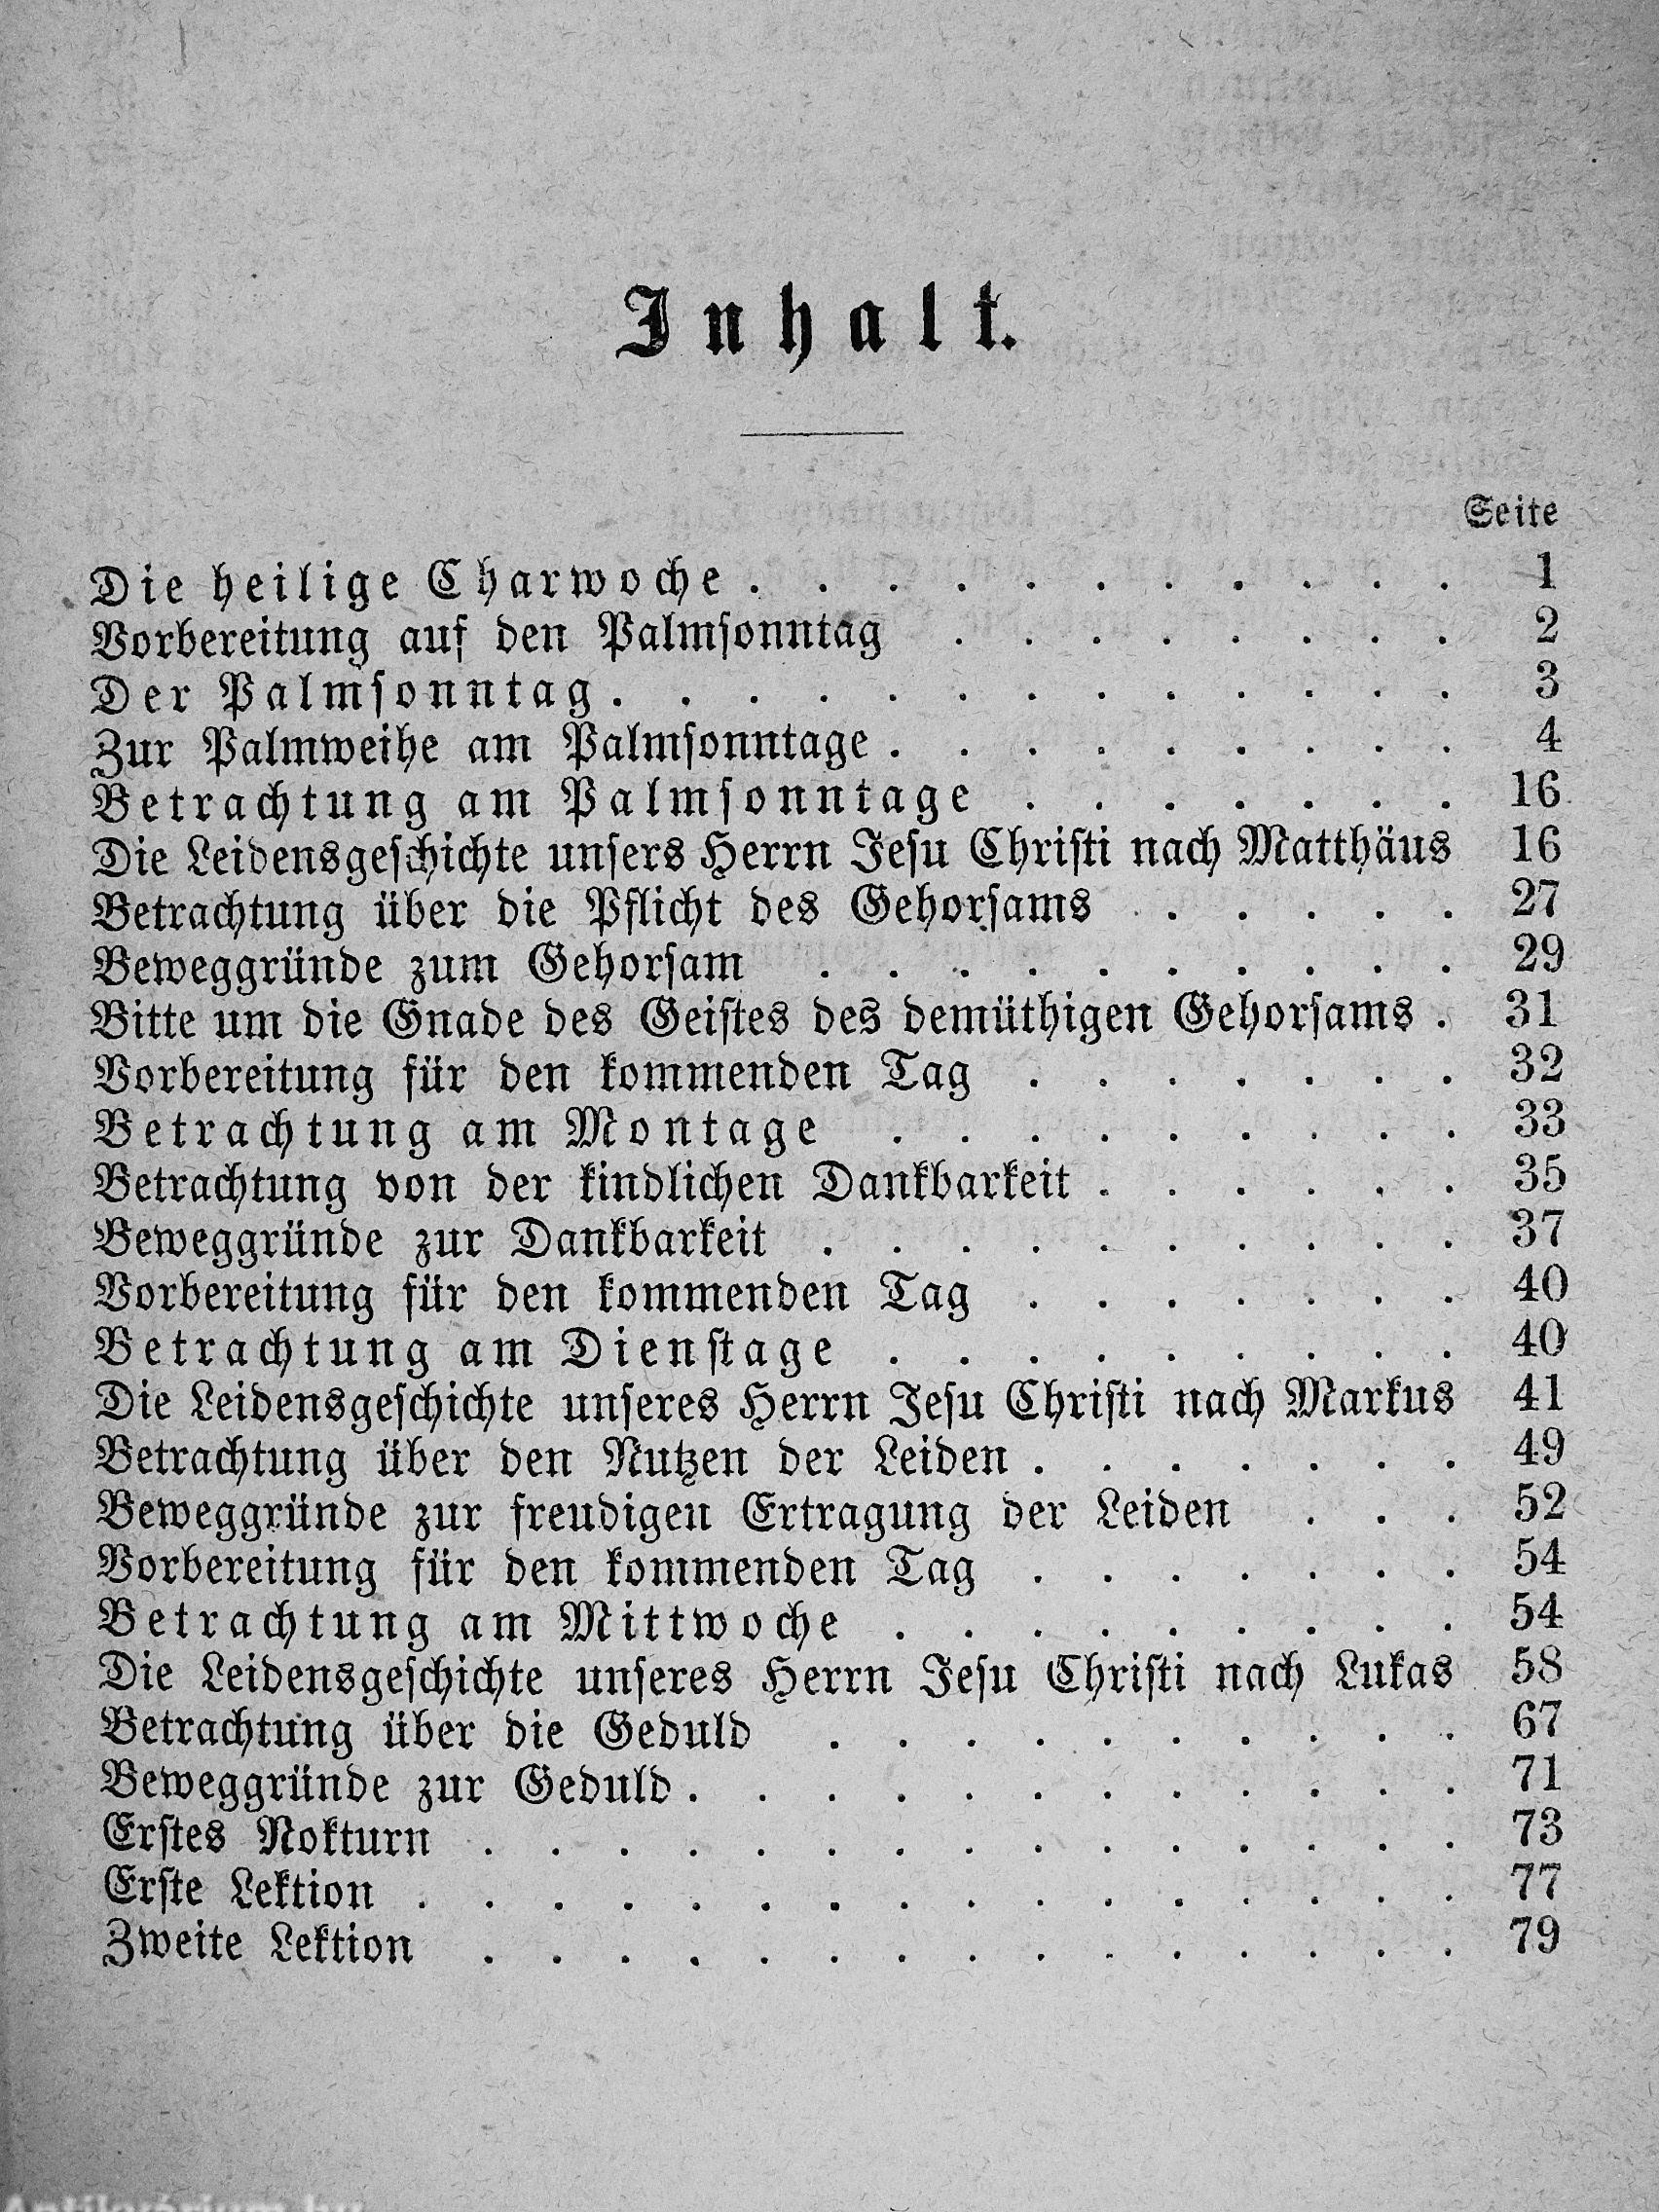 Inhalt.
Seite
Die heilige Charwoche . . . . . . . . . . . 1
Vorbereitung auf den Palmsonntag . . . . . . . . 2
Der Palmsonntag . . . . . . . . . . . . . 3
Zur Palmweihe am Palmsonntage . . . . . . . . . 4
Betrachtung am Palmsonntage . . . . . . . 16
Die Leidensgeschichte unsers Herrn Jesu Christi nach Matthäus 16
Betrachtung über die Pflicht des Gehorsams . . . . . 27
Beweggründe zum Gehorsam . . . . . . . . . . 29
Bitte um die Gnade des Geistes des demüthigen Gehorsams . 31
Vorbereitung für den kommenden Tag . . . . . . . 32
Betrachtung am Montage . . . . . . . . . 33
Betrachtung von der kindlichen Dankbarkeit . . . . . . 35
Beweggründe zur Dankbarkeit . . . . . . . . . . 37
Vorbereitung für den kommenden Tag . . . . . . . 40
Betrachtung am Dienstage . . . . . . . . . 40
Die Leidensgeschichte unseres Herrn Jesu Christi nach Markus 41
Betrachtung über den Nutzen der Leiden . . . . . . . 49
Beweggründe zur freudigen Ertragung der Leiden . . . 52
Vorbereitung für den kommenden Tag . . . . . . . 54
Betrachtung am Mittwoche . . . . . . . . . 54
Die Leidensgeschichte unseres Herrn Jesu Christi nach Lukas 58
Betrachtung über die Geduld . . . . . . . . . . 67
Beweggründe zur Geduld . . . . . . . . . . . . 71
Erstes Nokturn . . . . . . . . . . . . . . . 73
Erste Lektion . . . . . . . . . . . . . . . . 77
Zweite Lektion . . . . . . . . . . . . . . . 79